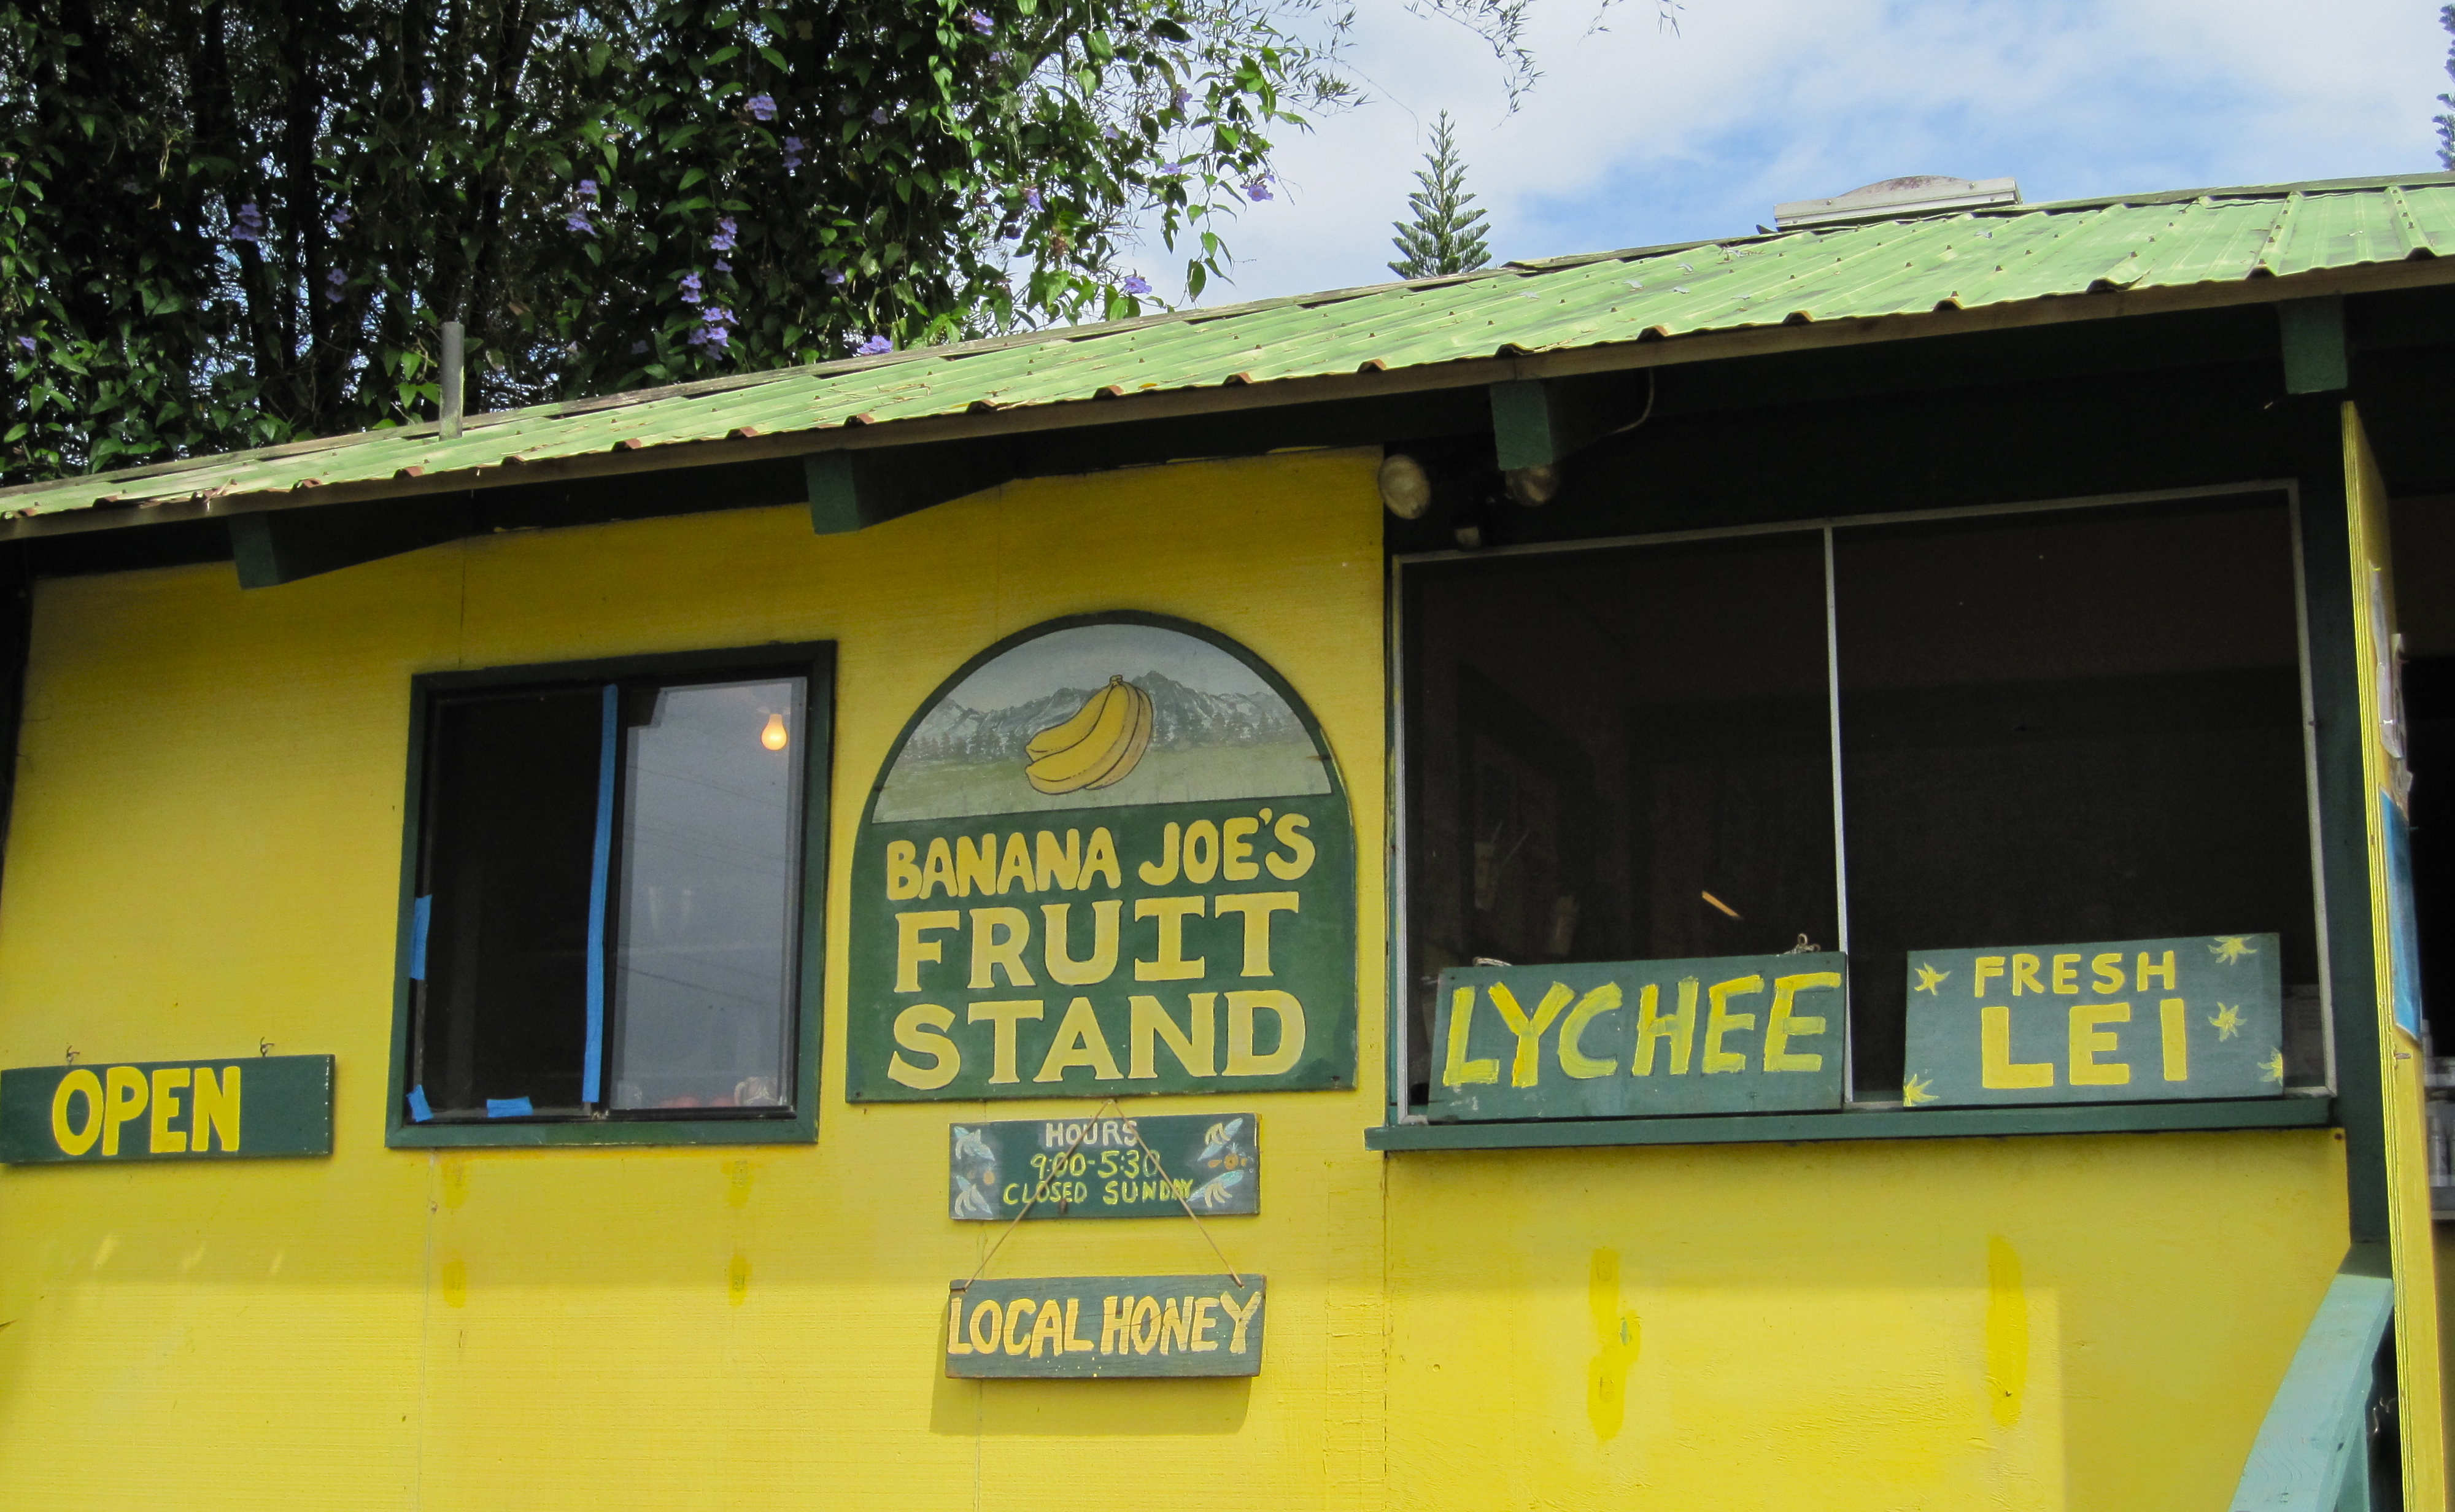 OPEN
BANANA JOE'S
FRUIT
STAND
HOURS
9:00-5:30
CLOSED SUNDAY
LOCAL HONEY
LYCHEE
FRESH
LEI